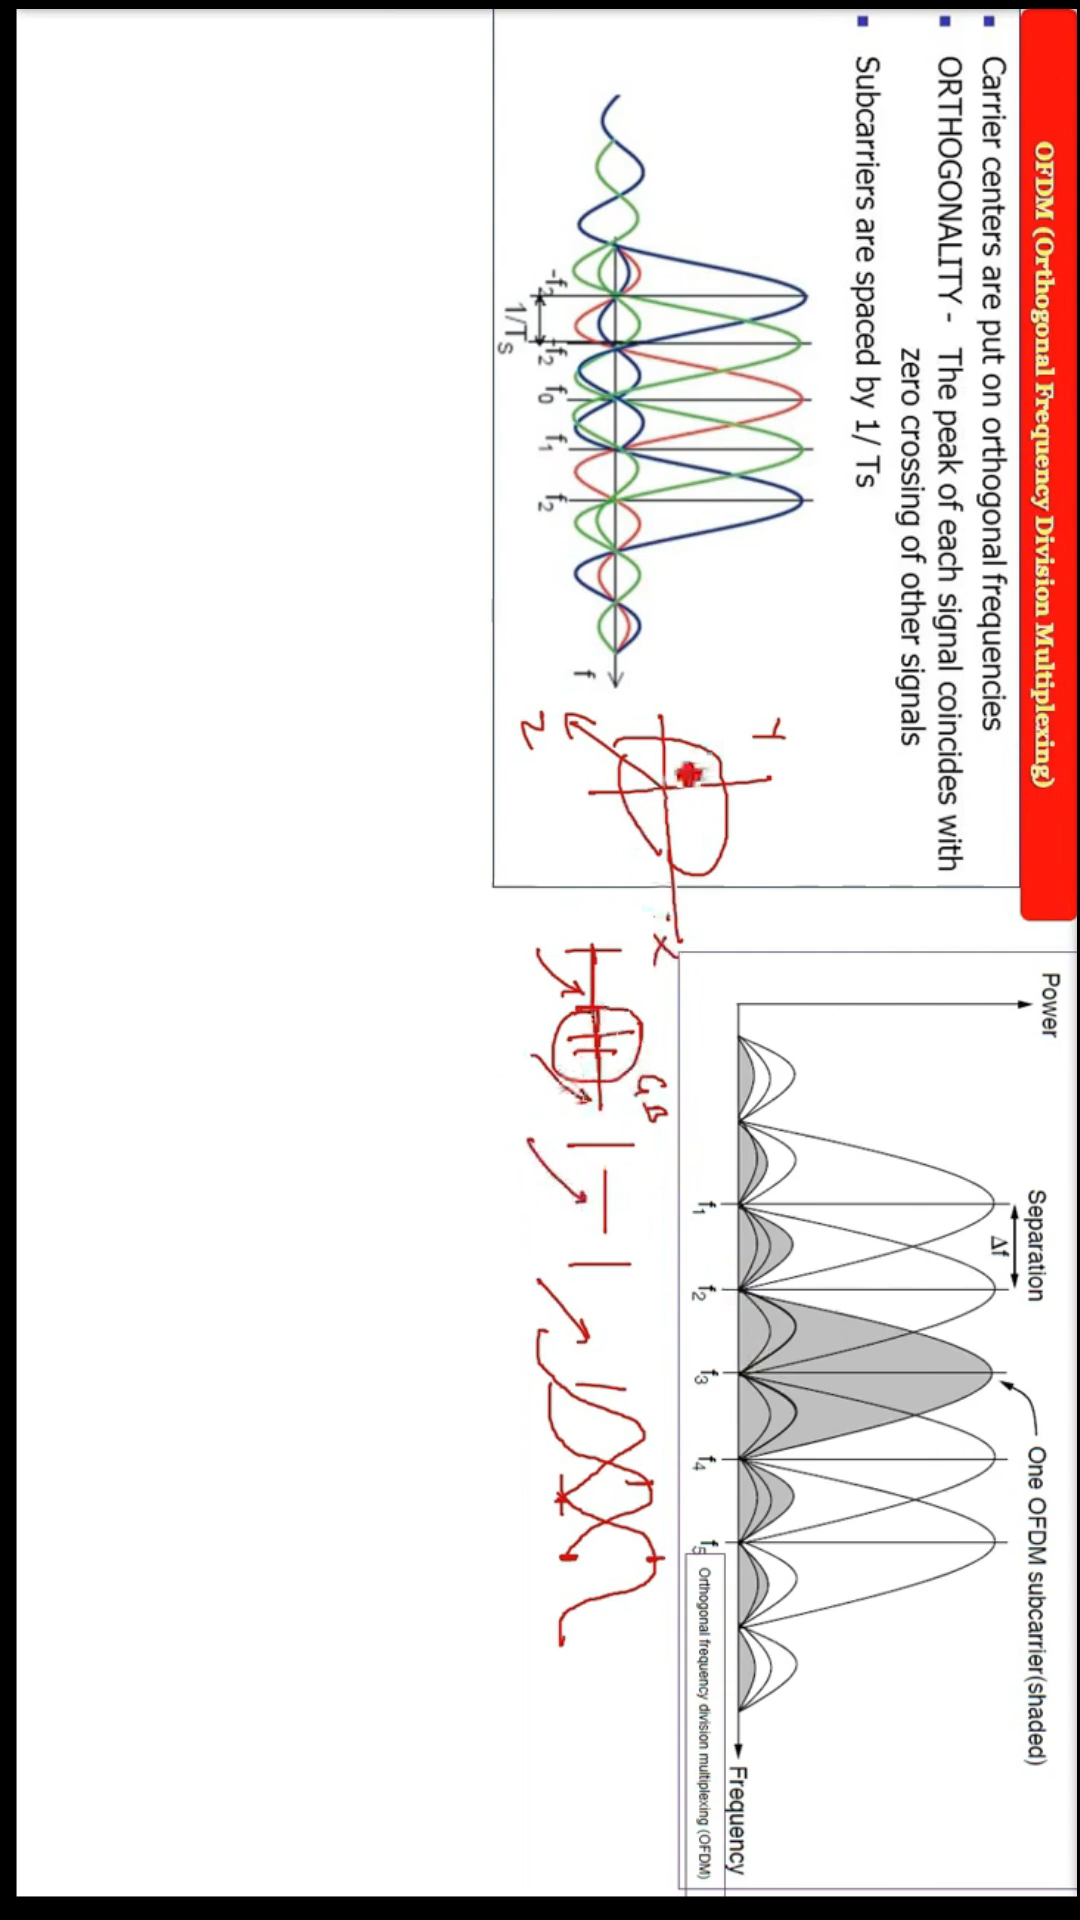 OFDM (Orthogonal Frequency Division Multiplexing)
Carrier centers are put on orthogonal frequencies
ORTHOGONALITY - The peak of each signal coincides with
zero crossing of other signals
Subcarriers are spaced by 1/ Ts
-f2 f0 f1 f2 f
1/Ts
Y
Z
X
GB
Power
Separation
Δf
One OFDM subcarrier(shaded)
f1 f2 f3 f4 f5
Frequency
Orthogonal frequency division multiplexing (OFDM)